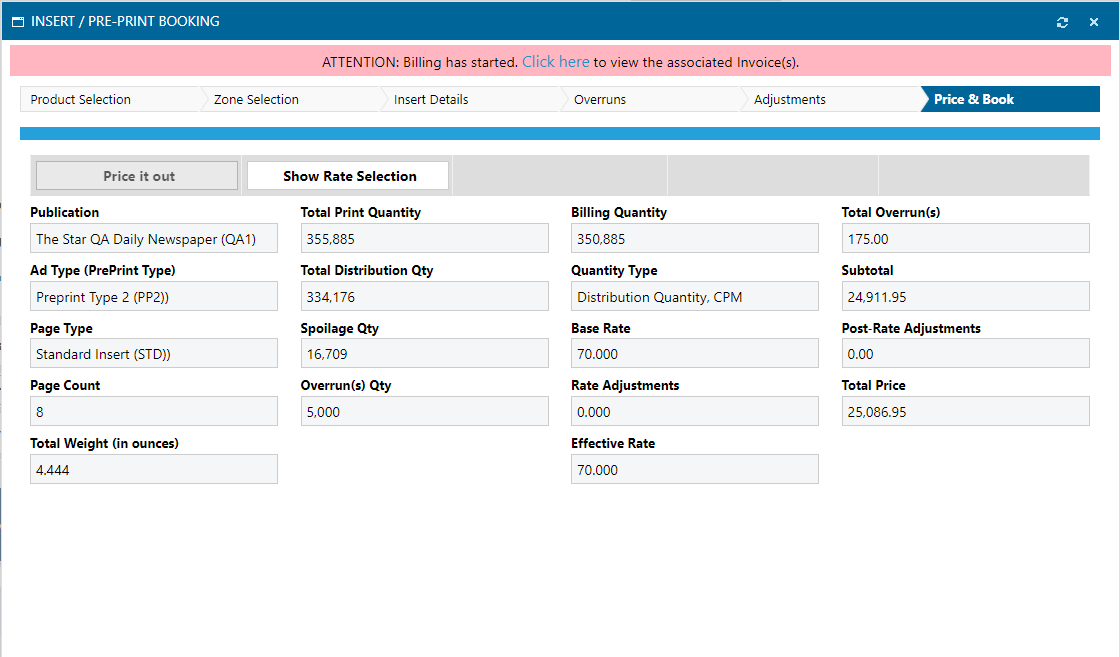 INSERT / PRE-PRINT BOOKING
ATTENTION: Billing has started. Click here to view the associated Invoice(s).
Product Selection Zone Selection Insert Details Overruns Adjustments Price & Book
Price it out Show Rate Selection
Publication Total Print Quantity Billing Quantity Total Overrun(s)
The Star QA Daily Newspaper (QA1) 355,885 350,885 175.00
Ad Type (PrePrint Type) Total Distribution Qty Quantity Type Subtotal
Preprint Type 2 (PP2)) 334,176 Distribution Quantity, CPM 24,911.95
Page Type Spoilage Qty Base Rate Post-Rate Adjustments
Standard Insert (STD)) 16,709 70.000 0.00
Page Count Overrun(s) Qty Rate Adjustments Total Price
8 5,000 0.000 25,086.95
Total Weight (in ounces) Effective Rate
4.444 70.000